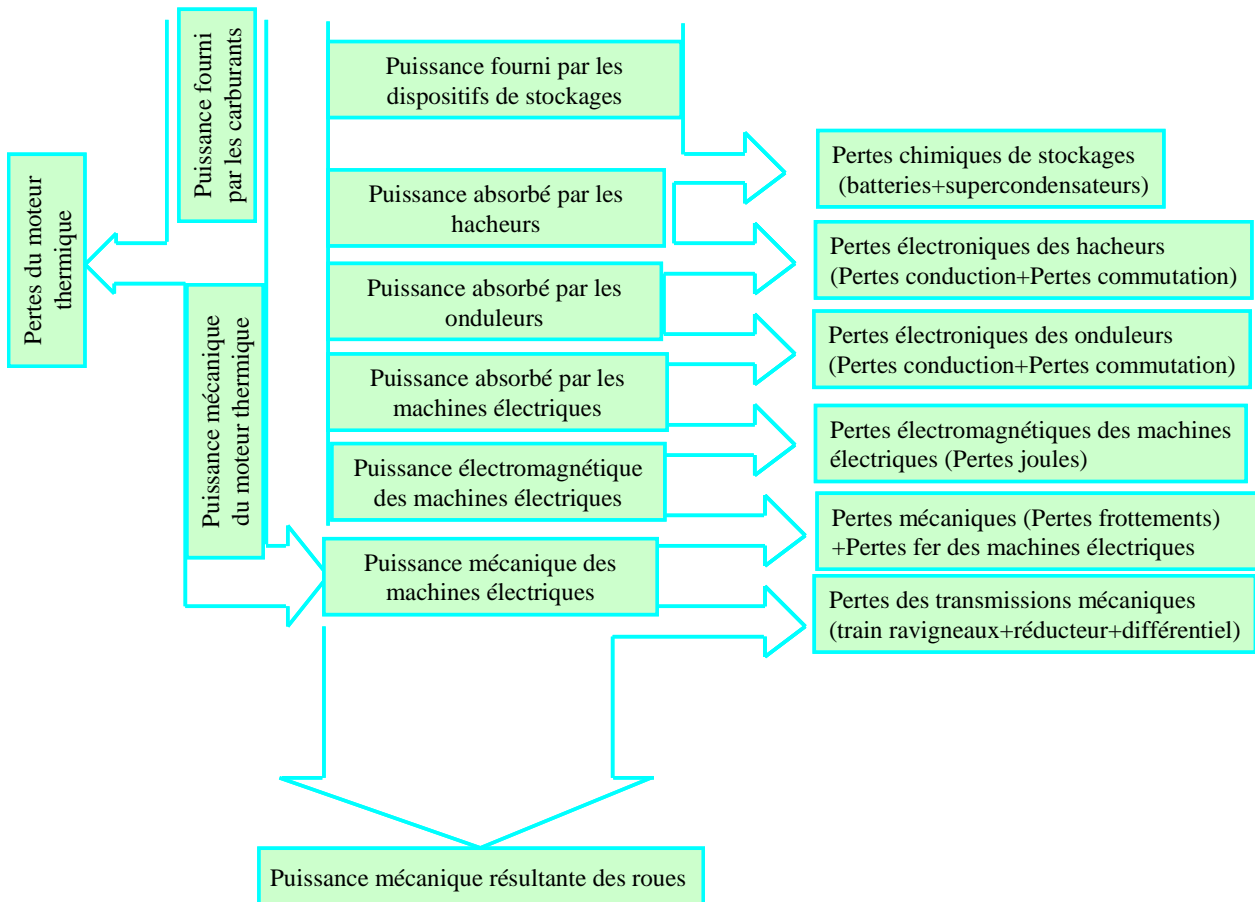 Pertes du moteur
thermique
Puissance fourni
par les carburants
Puissance mécanique
du moteur thermique
Puissance fourni par les
dispositifs de stockages
Puissance absorbé par les
hacheurs
Puissance absorbé par les
onduleurs
Puissance absorbé par les
machines électriques
Puissance électromagnétique
des machines électriques
Puissance mécanique des
machines électriques
Pertes chimiques de stockages
(batteries+supercondensateurs)
Pertes électroniques des hacheurs
(Pertes conduction+Pertes commutation)
Pertes électroniques des onduleurs
(Pertes conduction+Pertes commutation)
Pertes électromagnétiques des machines
électriques (Pertes joules)
Pertes mécaniques (Pertes frottements)
+Pertes fer des machines électriques
Pertes des transmissions mécaniques
(train ravigneaux+réducteur+différentiel)
Puissance mécanique résultante des roues